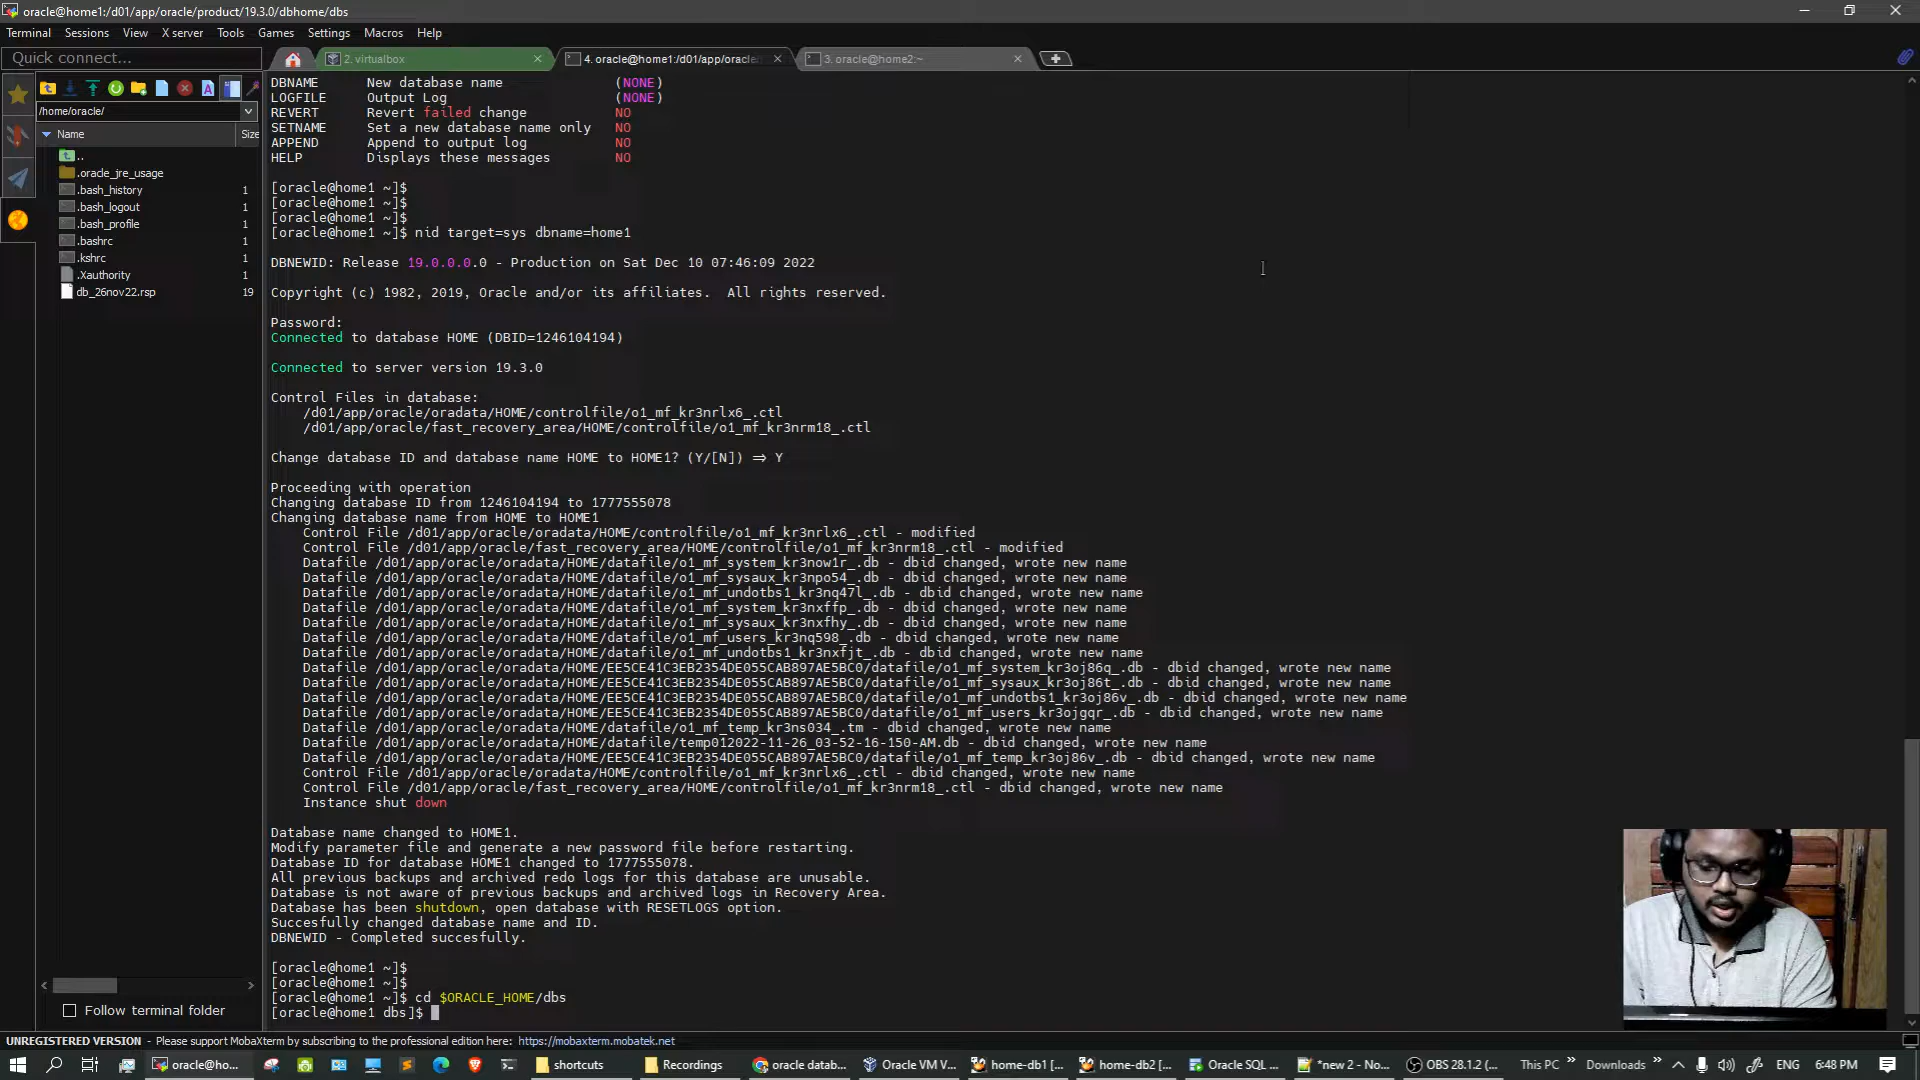 oracle@home1:/d01/app/oracle/product/19.3.0/dbhome/dbs
Terminal Sessions View X server Tools Games Settings Macros Help
Quick connect...
2. virtualbox
4. oracle@home1:/d01/app/oracle/
3. oracle@home2:~
/home/oracle/
Name Size
..
.oracle_jre_usage
.bash_history 1
.bash_logout 1
.bash_profile 1
.bashrc 1
.kshrc 1
.Xauthority 1
db_26nov22.rsp 19
Follow terminal folder
DBNAME New database name (NONE)
LOGFILE Output Log (NONE)
REVERT Revert failed change NO
SETNAME Set a new database name only NO
APPEND Append to output log NO
HELP Displays these messages NO
[oracle@home1 ~]$
[oracle@home1 ~]$
[oracle@home1 ~]$
[oracle@home1 ~]$ nid target=sys dbname=home1
DBNEWID: Release 19.0.0.0.0 - Production on Sat Dec 10 07:46:09 2022
Copyright (c) 1982, 2019, Oracle and/or its affiliates. All rights reserved.
Password:
Connected to database HOME (DBID=1246104194)
Connected to server version 19.3.0
Control Files in database:
/d01/app/oracle/oradata/HOME/controlfile/o1_mf_kr3nrlx6_.ctl
/d01/app/oracle/fast_recovery_area/HOME/controlfile/o1_mf_kr3nrm18_.ctl
Change database ID and database name HOME to HOME1? (Y/[N]) => Y
Proceeding with operation
Changing database ID from 1246104194 to 1777555078
Changing database name from HOME to HOME1
Control File /d01/app/oracle/oradata/HOME/controlfile/o1_mf_kr3nrlx6_.ctl - modified
Control File /d01/app/oracle/fast_recovery_area/HOME/controlfile/o1_mf_kr3nrm18_.ctl - modified
Datafile /d01/app/oracle/oradata/HOME/datafile/o1_mf_system_kr3now1r_.db - dbid changed, wrote new name
Datafile /d01/app/oracle/oradata/HOME/datafile/o1_mf_sysaux_kr3npo54_.db - dbid changed, wrote new name
Datafile /d01/app/oracle/oradata/HOME/datafile/o1_mf_undotbs1_kr3nq47l_.db - dbid changed, wrote new name
Datafile /d01/app/oracle/oradata/HOME/datafile/o1_mf_system_kr3nxffp_.db - dbid changed, wrote new name
Datafile /d01/app/oracle/oradata/HOME/datafile/o1_mf_sysaux_kr3nxfhy_.db - dbid changed, wrote new name
Datafile /d01/app/oracle/oradata/HOME/datafile/o1_mf_users_kr3nq598_.db - dbid changed, wrote new name
Datafile /d01/app/oracle/oradata/HOME/datafile/o1_mf_undotbs1_kr3nxfjt_.db - dbid changed, wrote new name
Datafile /d01/app/oracle/oradata/HOME/EE5CE41C3EB2354DE055CAB897AE5BC0/datafile/o1_mf_system_kr3oj86q_.db - dbid changed, wrote new name
Datafile /d01/app/oracle/oradata/HOME/EE5CE41C3EB2354DE055CAB897AE5BC0/datafile/o1_mf_sysaux_kr3oj86t_.db - dbid changed, wrote new name
Datafile /d01/app/oracle/oradata/HOME/EE5CE41C3EB2354DE055CAB897AE5BC0/datafile/o1_mf_undotbs1_kr3oj86v_.db - dbid changed, wrote new name
Datafile /d01/app/oracle/oradata/HOME/EE5CE41C3EB2354DE055CAB897AE5BC0/datafile/o1_mf_users_kr3ojgqr_.db - dbid changed, wrote new name
Datafile /d01/app/oracle/oradata/HOME/datafile/o1_mf_temp_kr3ns034_.tm - dbid changed, wrote new name
Datafile /d01/app/oracle/oradata/HOME/datafile/temp012022-11-26_03-52-16-150-AM.db - dbid changed, wrote new name
Datafile /d01/app/oracle/oradata/HOME/EE5CE41C3EB2354DE055CAB897AE5BC0/datafile/o1_mf_temp_kr3oj86v_.db - dbid changed, wrote new name
Control File /d01/app/oracle/oradata/HOME/controlfile/o1_mf_kr3nrlx6_.ctl - dbid changed, wrote new name
Control File /d01/app/oracle/fast_recovery_area/HOME/controlfile/o1_mf_kr3nrm18_.ctl - dbid changed, wrote new name
Instance shut down
Database name changed to HOME1.
Modify parameter file and generate a new password file before restarting.
Database ID for database HOME1 changed to 1777555078.
All previous backups and archived redo logs for this database are unusable.
Database is not aware of previous backups and archived logs in Recovery Area.
Database has been shutdown, open database with RESETLOGS option.
Succesfully changed database name and ID.
DBNEWID - Completed succesfully.
[oracle@home1 ~]$
[oracle@home1 ~]$
[oracle@home1 ~]$ cd $ORACLE_HOME/dbs
[oracle@home1 dbs]$
UNREGISTERED VERSION - Please support MobaXterm by subscribing to the professional edition here: https://mobaxterm.mobatek.net
oracle@ho... shortcuts Recordings oracle datab... Oracle VM V... home-db1 [... home-db2 [... Oracle SQL ... *new 2 - No... OBS 28.1.2 (... This PC Downloads ENG 6:48 PM